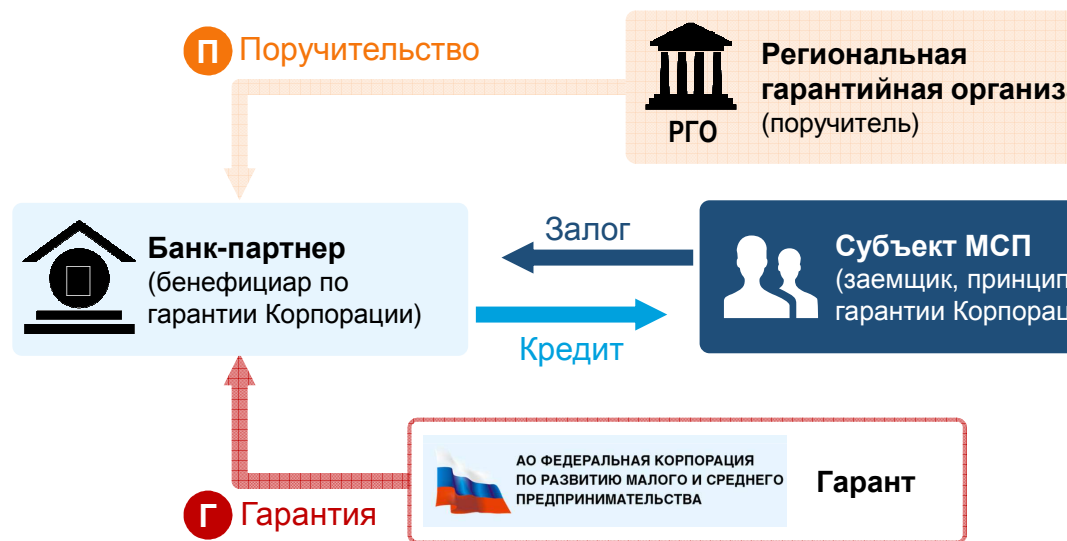 П Поручительство
Региональная
гарантийная организ
(поручитель)
РГО
Банк-партнер
(бенефициар по
гарантии Корпорации)
Залог
Кредит
Субъект МСП
(заемщик, принцип
гарантии Корпорац
АО ФЕДЕРАЛЬНАЯ КОРПОРАЦИЯ
ПО РАЗВИТИЮ МАЛОГО И СРЕДНЕГО
ПРЕДПРИНИМАТЕЛЬСТВА
Гарант
Г Гарантия